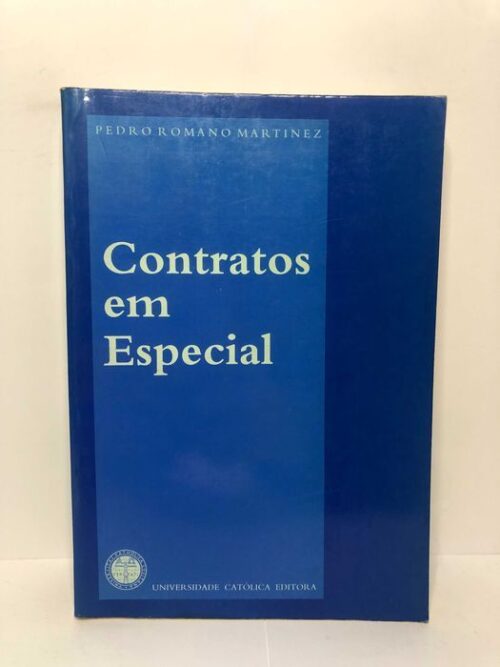 PEDRO ROMANO MARTINEZ
Contratos
em
Especial
UNIVERSIDADE CATÓLICA EDITORA